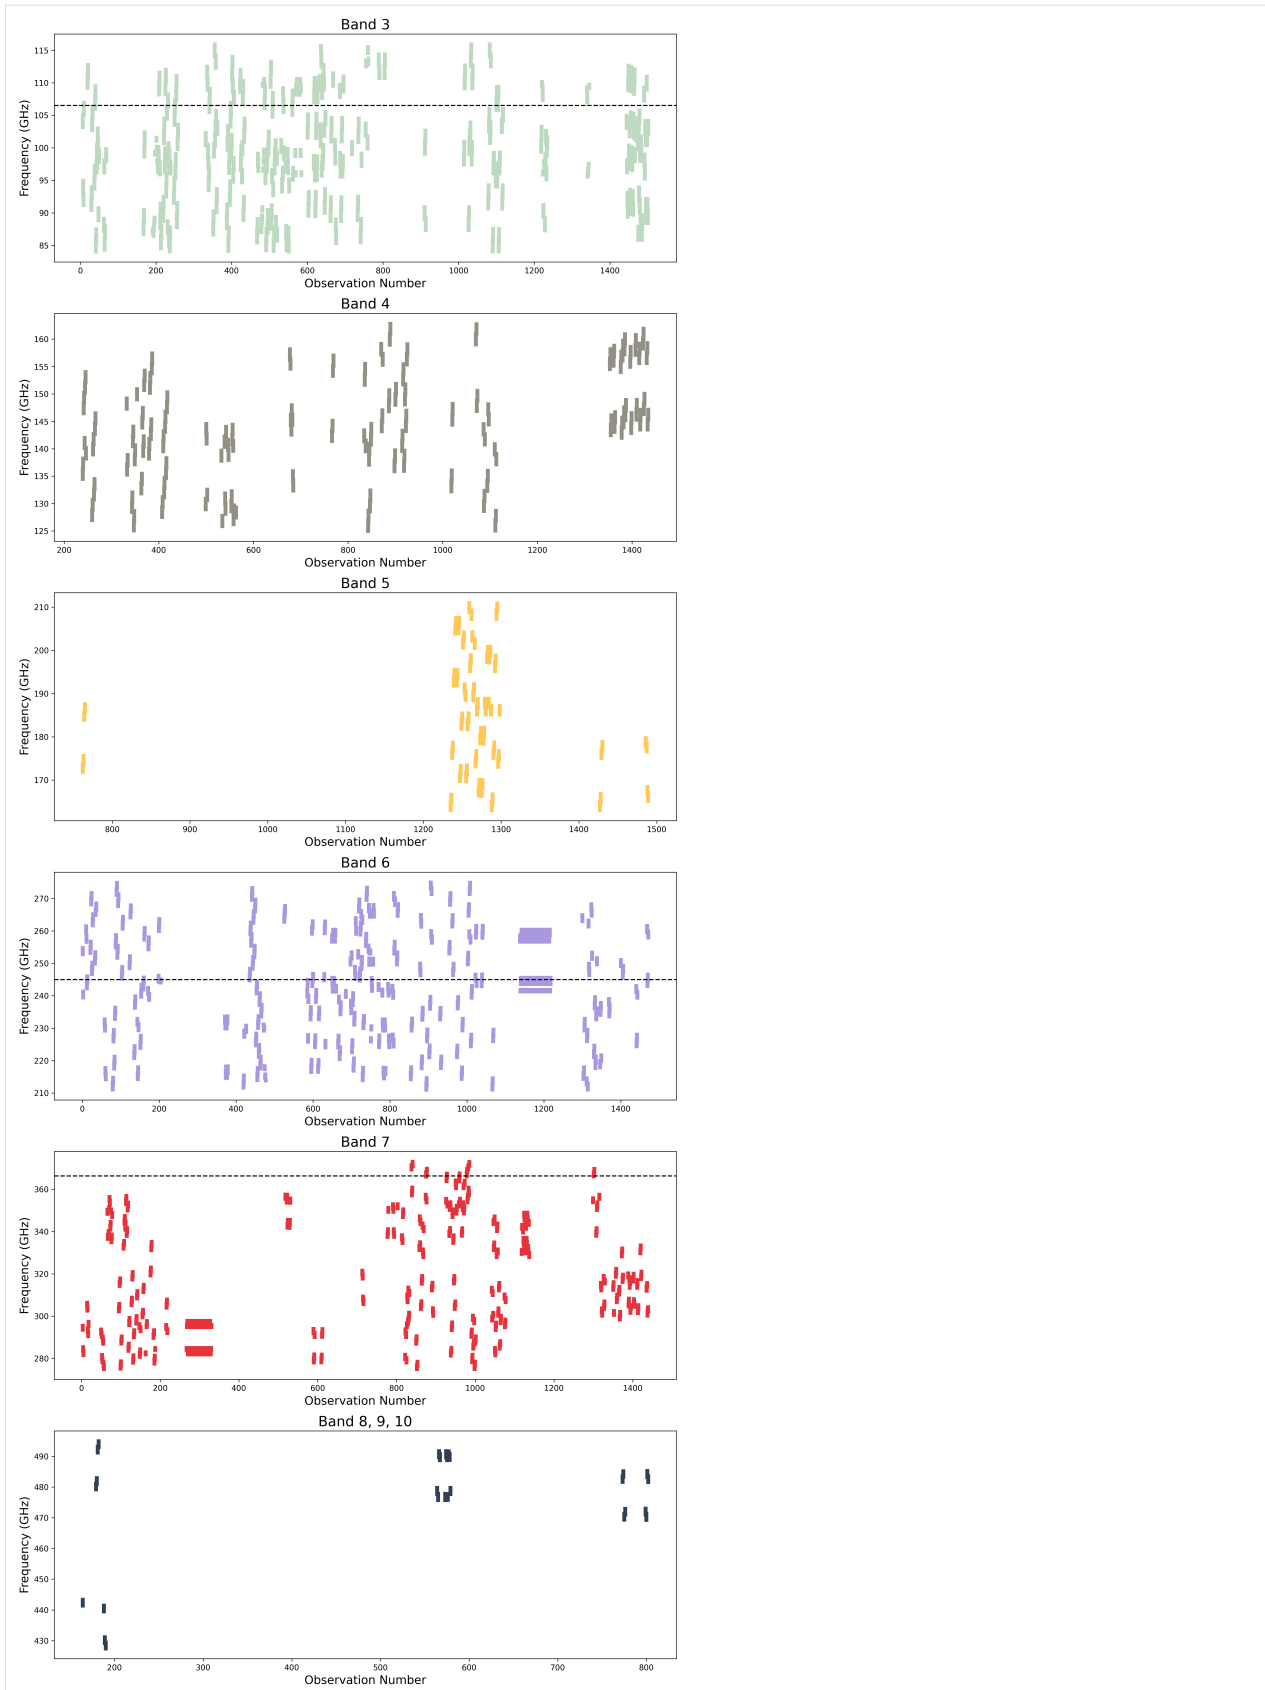 Band 3
Frequency (GHz)
115
110
105
100
95
90
85
0 200 400 600 800 1000 1200 1400
Observation Number
Band 4
Frequency (GHz)
160
155
150
145
140
135
130
125
200 400 600 800 1000 1200 1400
Observation Number
Band 5
Frequency (GHz)
210
200
190
180
170
800 900 1000 1100 1200 1300 1400 1500
Observation Number
Band 6
Frequency (GHz)
270
260
250
240
230
220
210
0 200 400 600 800 1000 1200 1400
Observation Number
Band 7
Frequency (GHz)
360
340
320
300
280
0 200 400 600 800 1000 1200 1400
Observation Number
Band 8, 9, 10
Frequency (GHz)
490
480
470
460
450
440
430
200 300 400 500 600 700 800
Observation Number